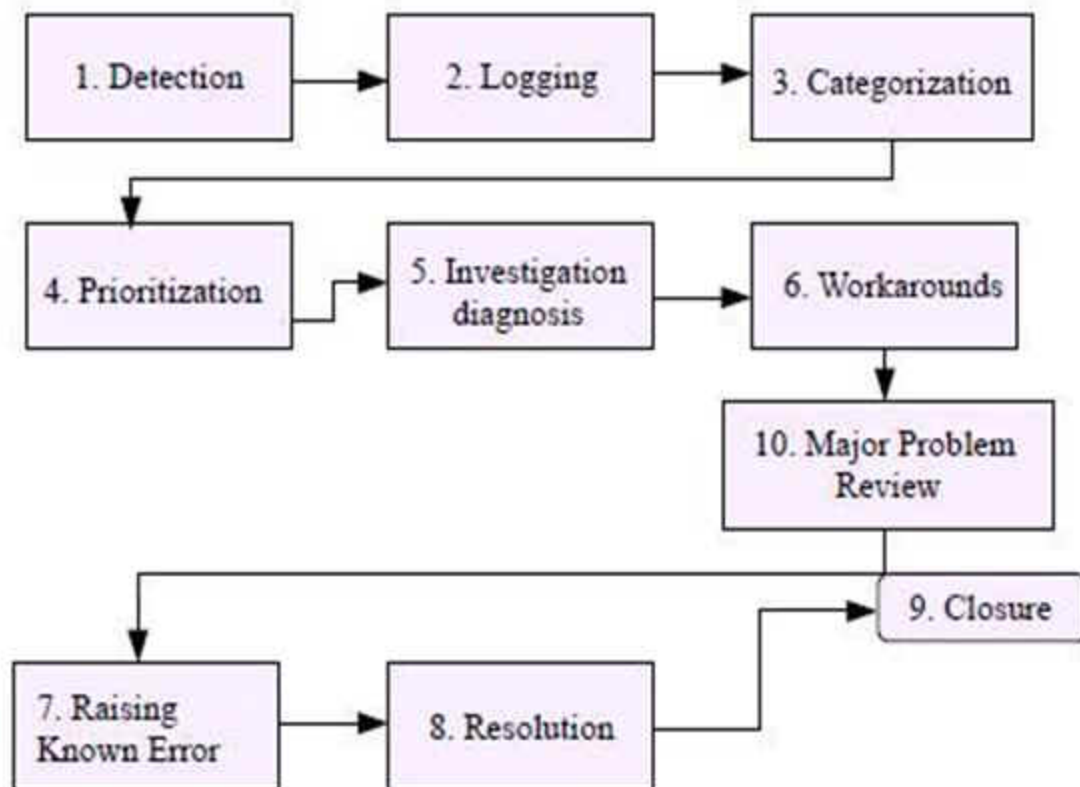 1. Detection
2. Logging
3. Categorization
4. Prioritization
5. Investigation
diagnosis
6. Workarounds
10. Major Problem
Review
9. Closure
7. Raising
Known Error
8. Resolution